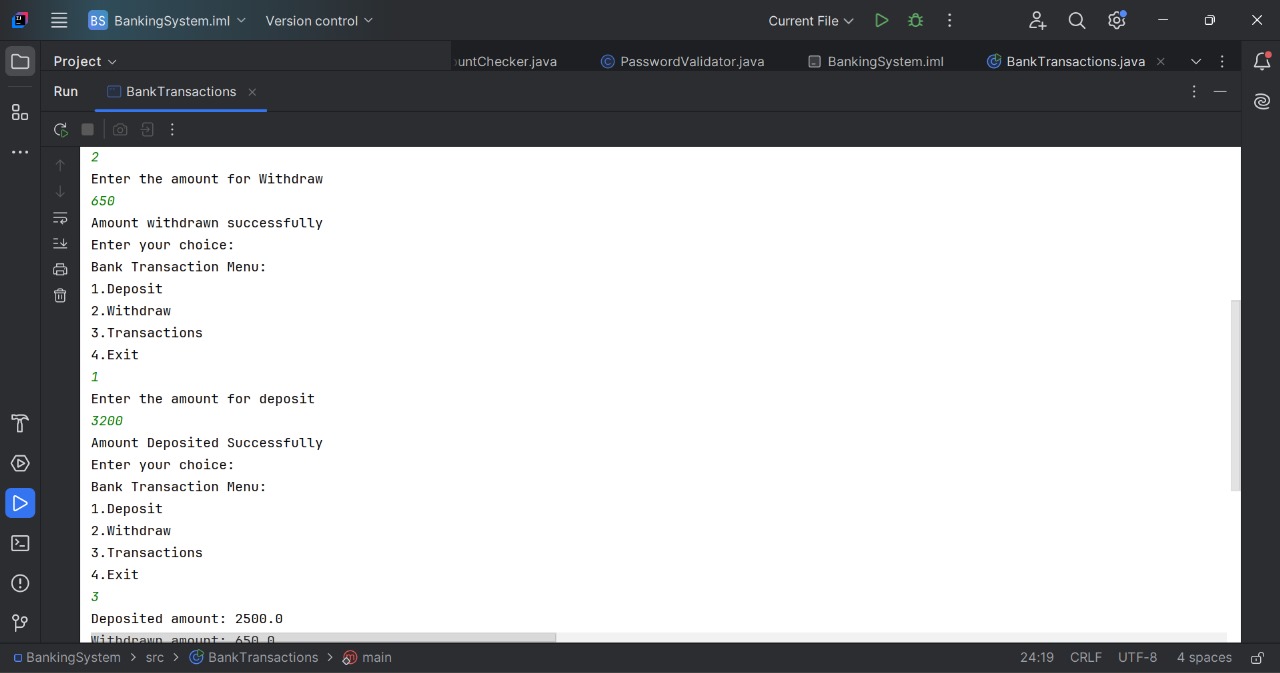 BS BankingSystem.iml Version control Current File
Project untChecker.java PasswordValidator.java BankingSystem.iml BankTransactions.java
Run BankTransactions
2
Enter the amount for Withdraw
650
Amount withdrawn successfully
Enter your choice:
Bank Transaction Menu:
1.Deposit
2.Withdraw
3.Transactions
4.Exit
1
Enter the amount for deposit
3200
Amount Deposited Successfully
Enter your choice:
Bank Transaction Menu:
1.Deposit
2.Withdraw
3.Transactions
4.Exit
3
Deposited amount: 2500.0
Withdrawn amount: 650.0
BankingSystem > src > BankTransactions > main 24:19 CRLF UTF-8 4 spaces